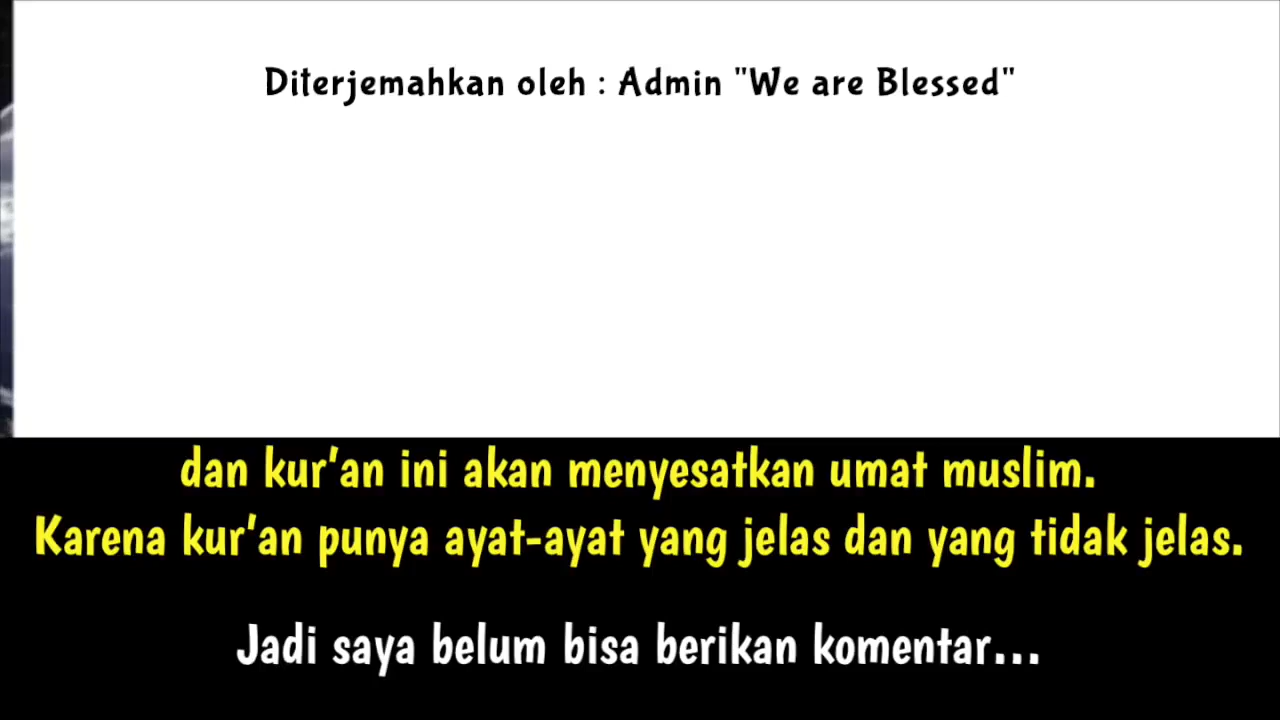 Diterjemahkan oleh : Admin "We are Blessed"
dan kur'an ini akan menyesatkan umat muslim.
Karena kur'an punya ayat-ayat yang jelas dan yang tidak jelas.
Jadi saya belum bisa berikan komentar...